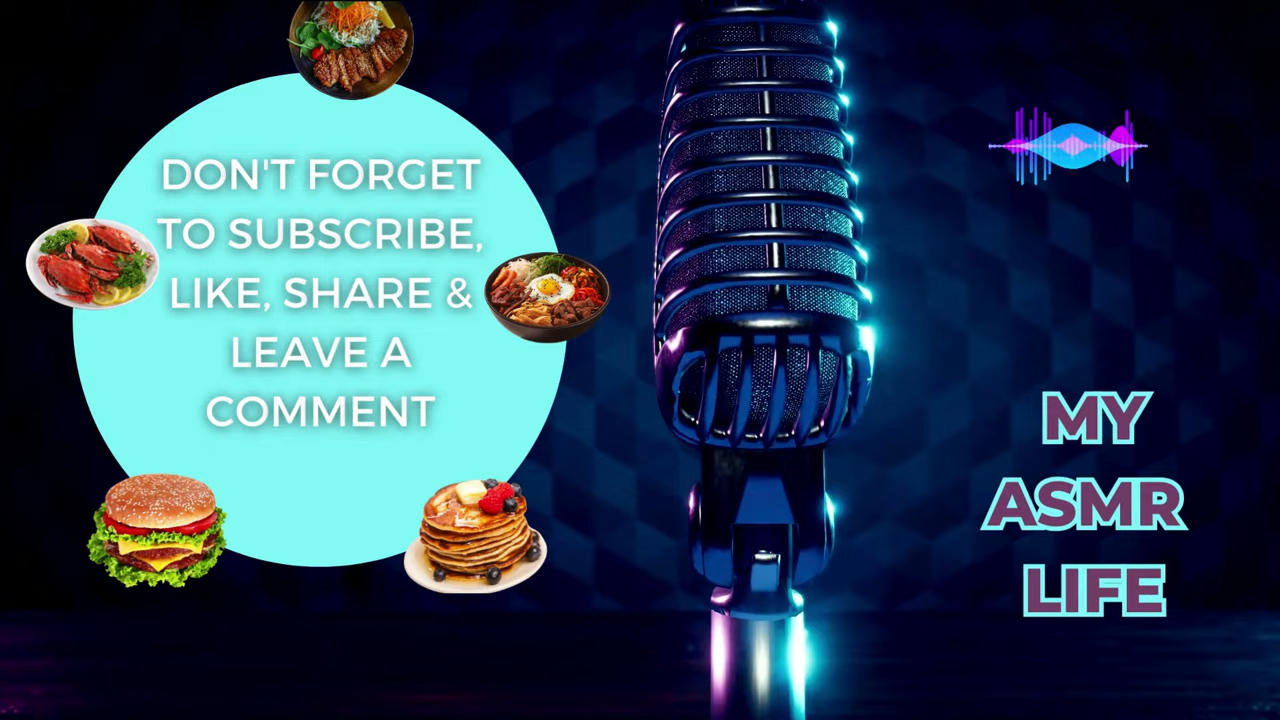 DON'T FORGET
TO SUBSCRIBE,
LIKE, SHARE &
LEAVE A
COMMENT
MY
ASMR
LIFE